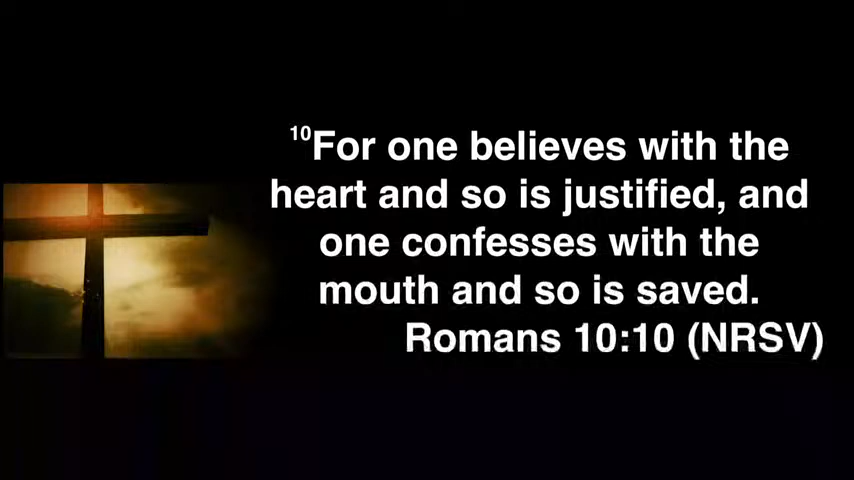 10For one believes with the
heart and so is justified, and
one confesses with the
mouth and so is saved.
Romans 10:10 (NRSV)